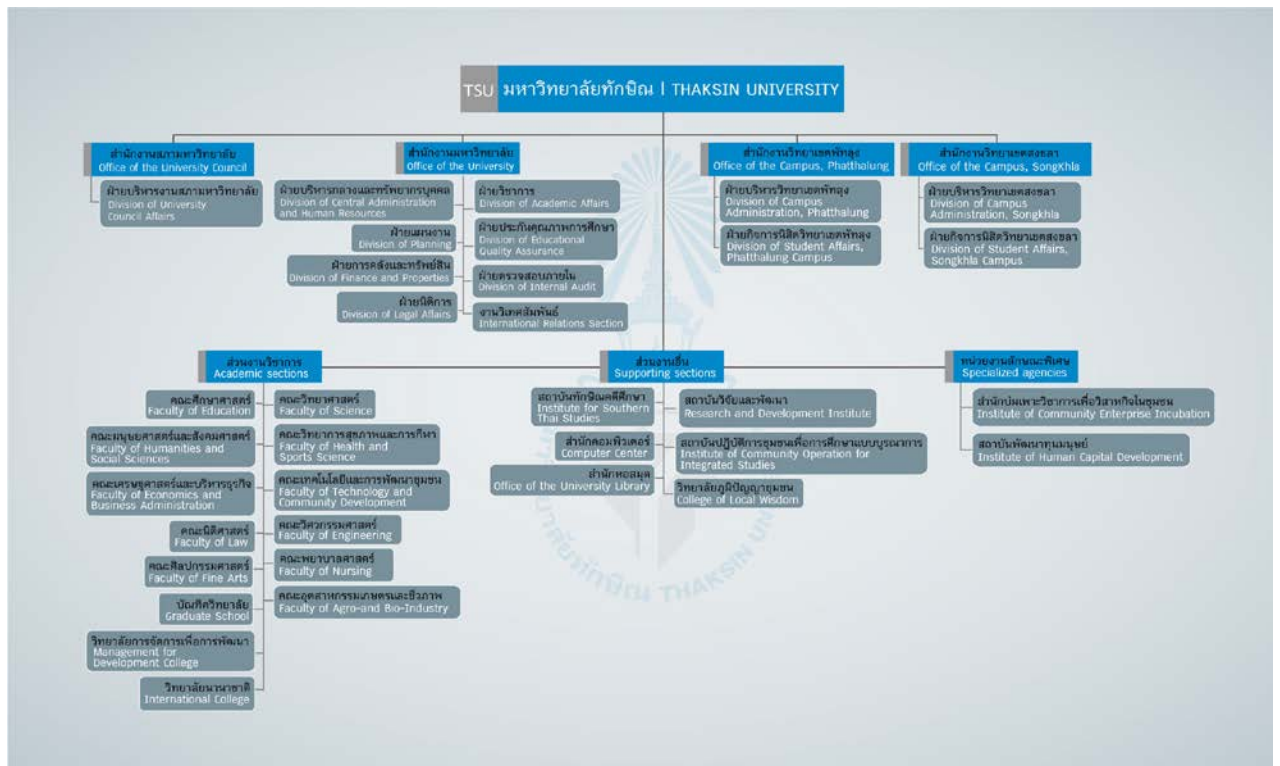 TSU มหาวิทยาลัยทักษิณ | THAKSIN UNIVERSITY
สำนักงานสภามหาวิทยาลัย
Office of the University Council
ฝ่ายบริหารงานสภามหาวิทยาลัย
Division of University
Council Affairs
สำนักงานมหาวิทยาลัย
Office of the University
ฝ่ายบริหารกลางและทรัพยากรบุคคล
Division of Central Administration
and Human Resources
ฝ่ายแผนงาน
Division of Planning
ฝ่ายการคลังและทรัพย์สิน
Division of Finance and Properties
ฝ่ายนิติการ
Division of Legal Affairs
ฝ่ายวิชาการ
Division of Academic Affairs
ฝ่ายประกันคุณภาพการศึกษา
Division of Educational
Quality Assurance
ฝ่ายตรวจสอบภายใน
Division of Internal Audit
งานวิเทศสัมพันธ์
International Relations Section
สำนักงานวิทยาเขตพัทลุง
Office of the Campus, Phatthalung
ฝ่ายบริหารวิทยาเขตพัทลุง
Division of Campus
Administration, Phatthalung
ฝ่ายกิจการนิสิตวิทยาเขตพัทลุง
Division of Student Affairs,
Phatthalung Campus
สำนักงานวิทยาเขตสงขลา
Office of the Campus, SongKhla
ฝ่ายบริหารวิทยาเขตสงขลา
Division of Campus
Administration, Songkhla
ฝ่ายกิจการนิสิตวิทยาเขตสงขลา
Division of Student Affairs,
Songkhla Campus
ส่วนงานวิชาการ
Academic sections
คณะศึกษาศาสตร์
Faculty of Education
คณะมนุษยศาสตร์และสังคมศาสตร์
Faculty of Humanities and
Social Sciences
คณะเศรษฐศาสตร์และบริหารธุรกิจ
Faculty of Economics and
Business Administration
คณะนิติศาสตร์
Faculty of Law
คณะศิลปกรรมศาสตร์
Faculty of Fine Arts
บัณฑิตวิทยาลัย
Graduate School
วิทยาลัยการจัดการเพื่อการพัฒนา
Management for
Development College
วิทยาลัยนานาชาติ
International College
คณะวิทยาศาสตร์
Faculty of Science
คณะวิทยาการสุขภาพและการกีฬา
Faculty of Health and
Sports Science
คณะเทคโนโลยีและการพัฒนาชุมชน
Faculty of Technology and
Community Development
คณะวิศวกรรมศาสตร์
Faculty of Engineering
คณะพยาบาลศาสตร์
Faculty of Nursing
คณะอุตสาหกรรมเกษตรและชีวภาพ
Faculty of Agro-and Bio-Industry
ส่วนงานอื่น
Supporting sections
สถาบันทักษิณคดีศึกษา
Institute for Southern
Thai Studies
สำนักคอมพิวเตอร์
Computer Center
สำนักหอสมุด
Office of the University Library
สถาบันวิจัยและพัฒนา
Research and Development Institute
สถาบันปฏิบัติการชุมชนเพื่อการศึกษาแบบบูรณาการ
Institute of Community Operation for
Integrated Studies
วิทยาลัยภูมิปัญญาชุมชน
College of Local Wisdom
หน่วยงานลักษณะพิเศษ
Specialized agencies
สำนักบ่มเพาะวิชาการเพื่อวิสาหกิจในชุมชน
Institute of Community Enterprise Incubation
สถาบันพัฒนาทุนมนุษย์
Institute of Human Capital Development